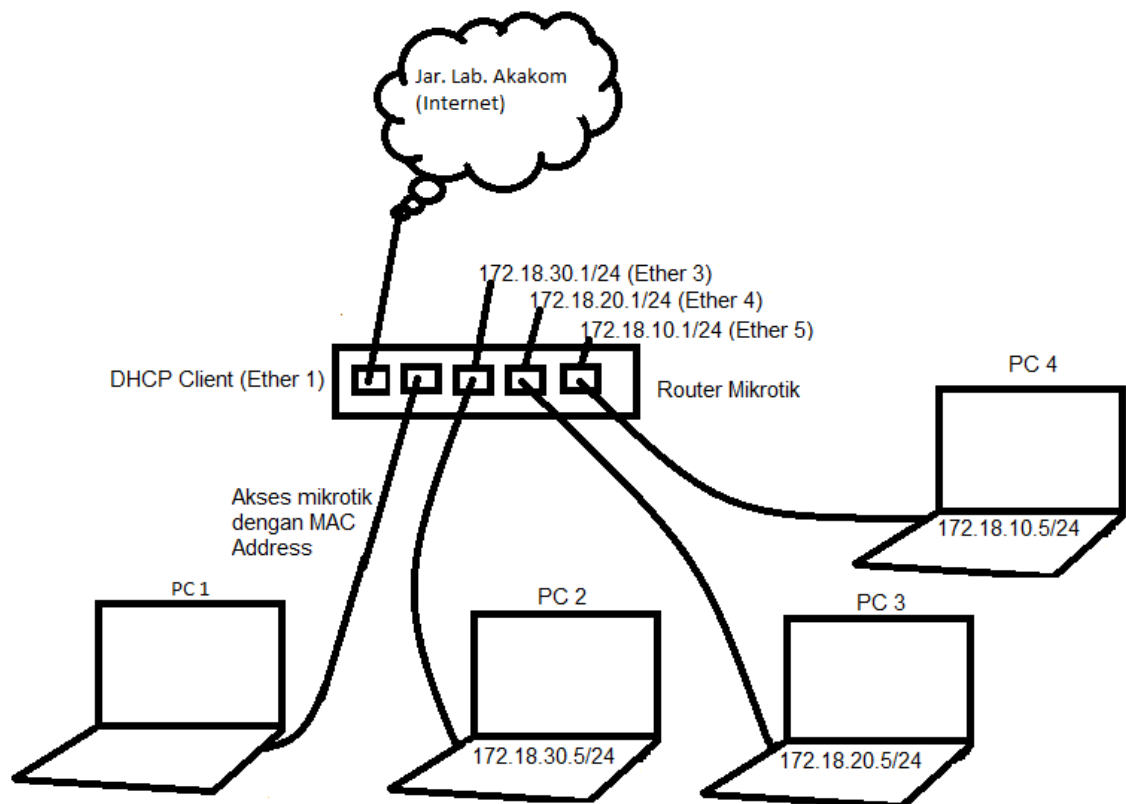 Jar. Lab. Akakom
(Internet)
172.18.30.1/24 (Ether 3)
172.18.20.1/24 (Ether 4)
172.18.10.1/24 (Ether 5)
DHCP Client (Ether 1)
Router Mikrotik
PC 4
172.18.10.5/24
Akses mikrotik
dengan MAC
Address
PC 1
PC 2
PC 3
172.18.30.5/24
172.18.20.5/24